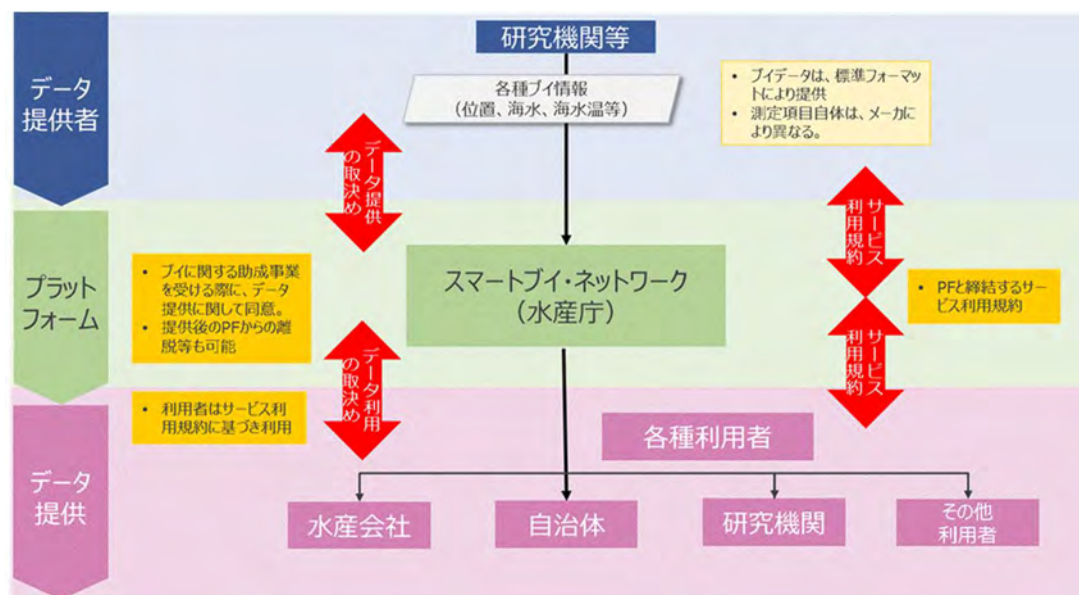 データ
提供者
研究機関等
各種ブイ情報
（位置、海水、海水温等）
• ブイデータは、標準フォーマッ
トにより提供
• 測定項目自体は、メーカに
より異なる。
データ提供
の取決め
サービス
利用規約
プラット
フォーム
• ブイに関する助成事業
を受ける際に、データ
提供に関して同意。
• 提供後のPFからの離
脱等も可能
スマートブイ・ネットワーク
（水産庁）
• PFと締結するサー
ビス利用規約
データ利用
の取決め
サービス
利用規約
データ
提供
• 利用者はサービス利
用規約に基づき利用
各種利用者
水産会社
自治体
研究機関
その他
利用者